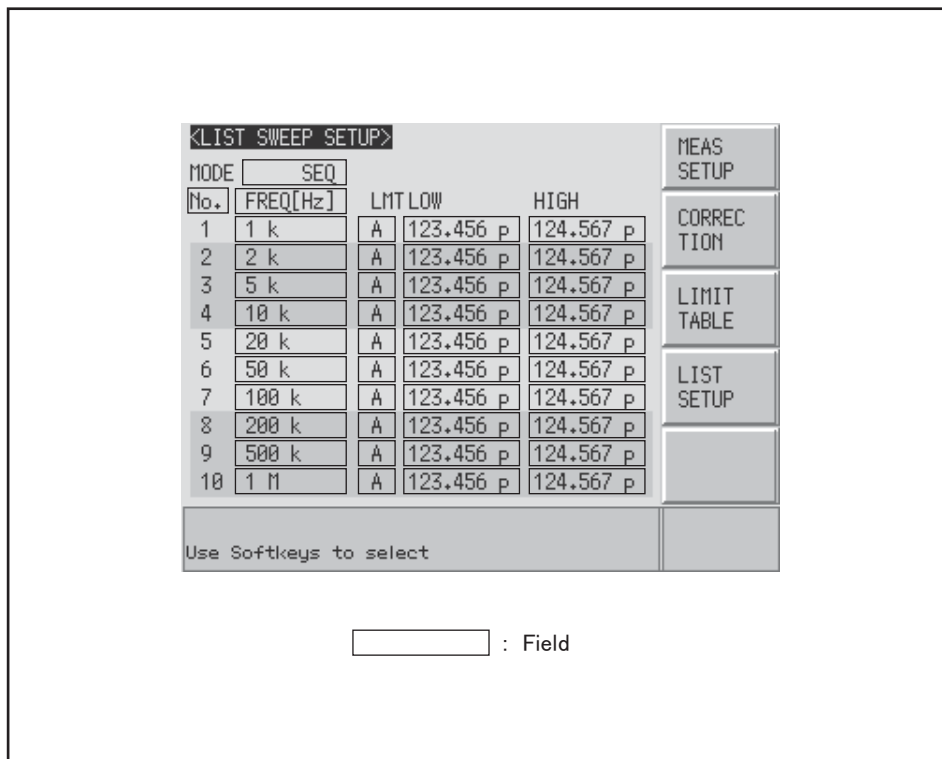 <LIST SWEEP SETUP>
MODE SEQ
No. FREQ[Hz] LMT LOW HIGH
1 1 k A 123.456 p 124.567 p
2 2 k A 123.456 p 124.567 p
3 5 k A 123.456 p 124.567 p
4 10 k A 123.456 p 124.567 p
5 20 k A 123.456 p 124.567 p
6 50 k A 123.456 p 124.567 p
7 100 k A 123.456 p 124.567 p
8 200 k A 123.456 p 124.567 p
9 500 k A 123.456 p 124.567 p
10 1 M A 123.456 p 124.567 p
Use Softkeys to select
MEAS
SETUP
CORREC
TION
LIMIT
TABLE
LIST
SETUP
: Field